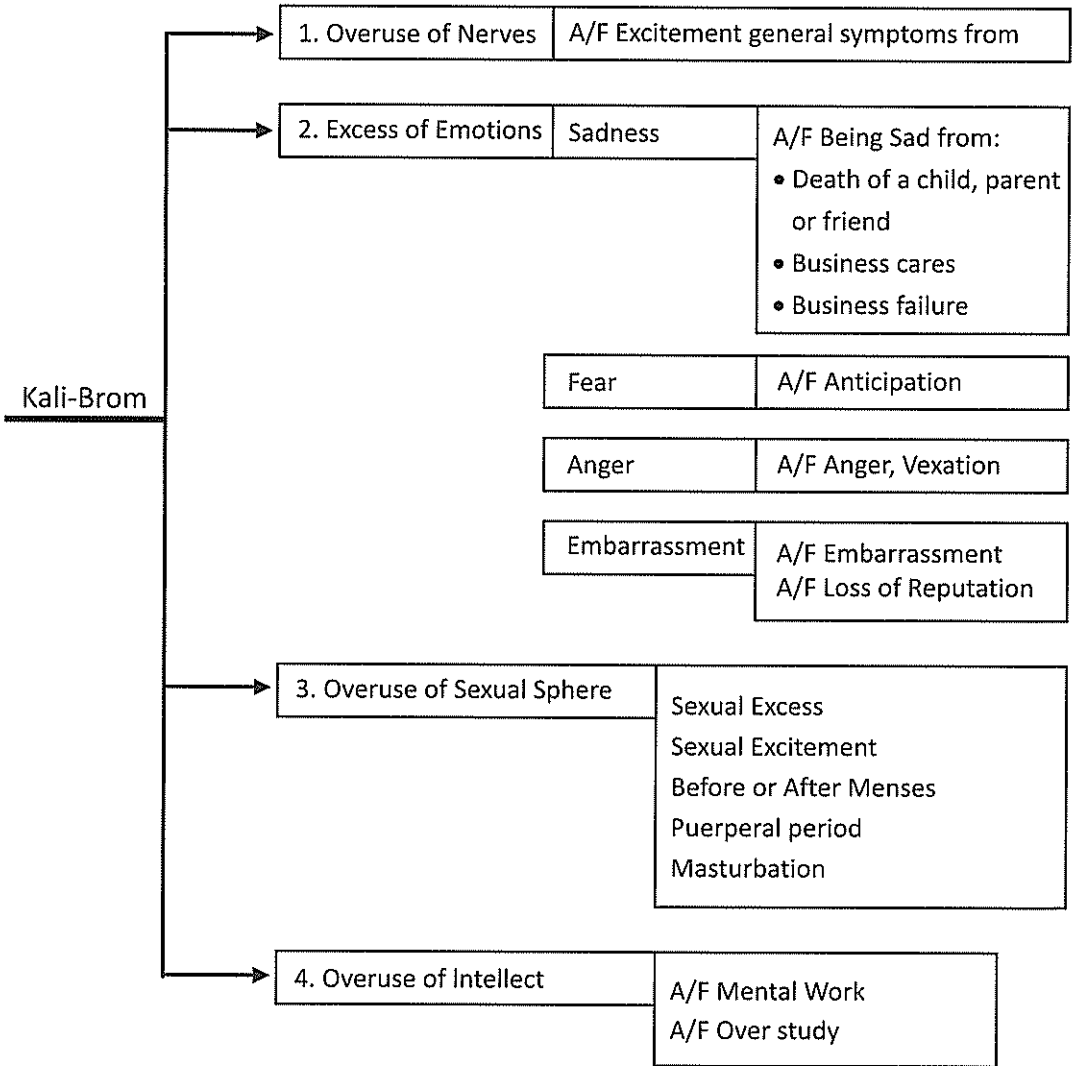 1. Overuse of Nerves A/F Excitement general symptoms from
2. Excess of Emotions Sadness A/F Being Sad from:
• Death of a child, parent
or friend
• Business cares
• Business failure
Kali-Brom
Fear A/F Anticipation
Anger A/F Anger, Vexation
Embarrassment A/F Embarrassment
A/F Loss of Reputation
3. Overuse of Sexual Sphere Sexual Excess
Sexual Excitement
Before or After Menses
Puerperal period
Masturbation
4. Overuse of Intellect A/F Mental Work
A/F Over study